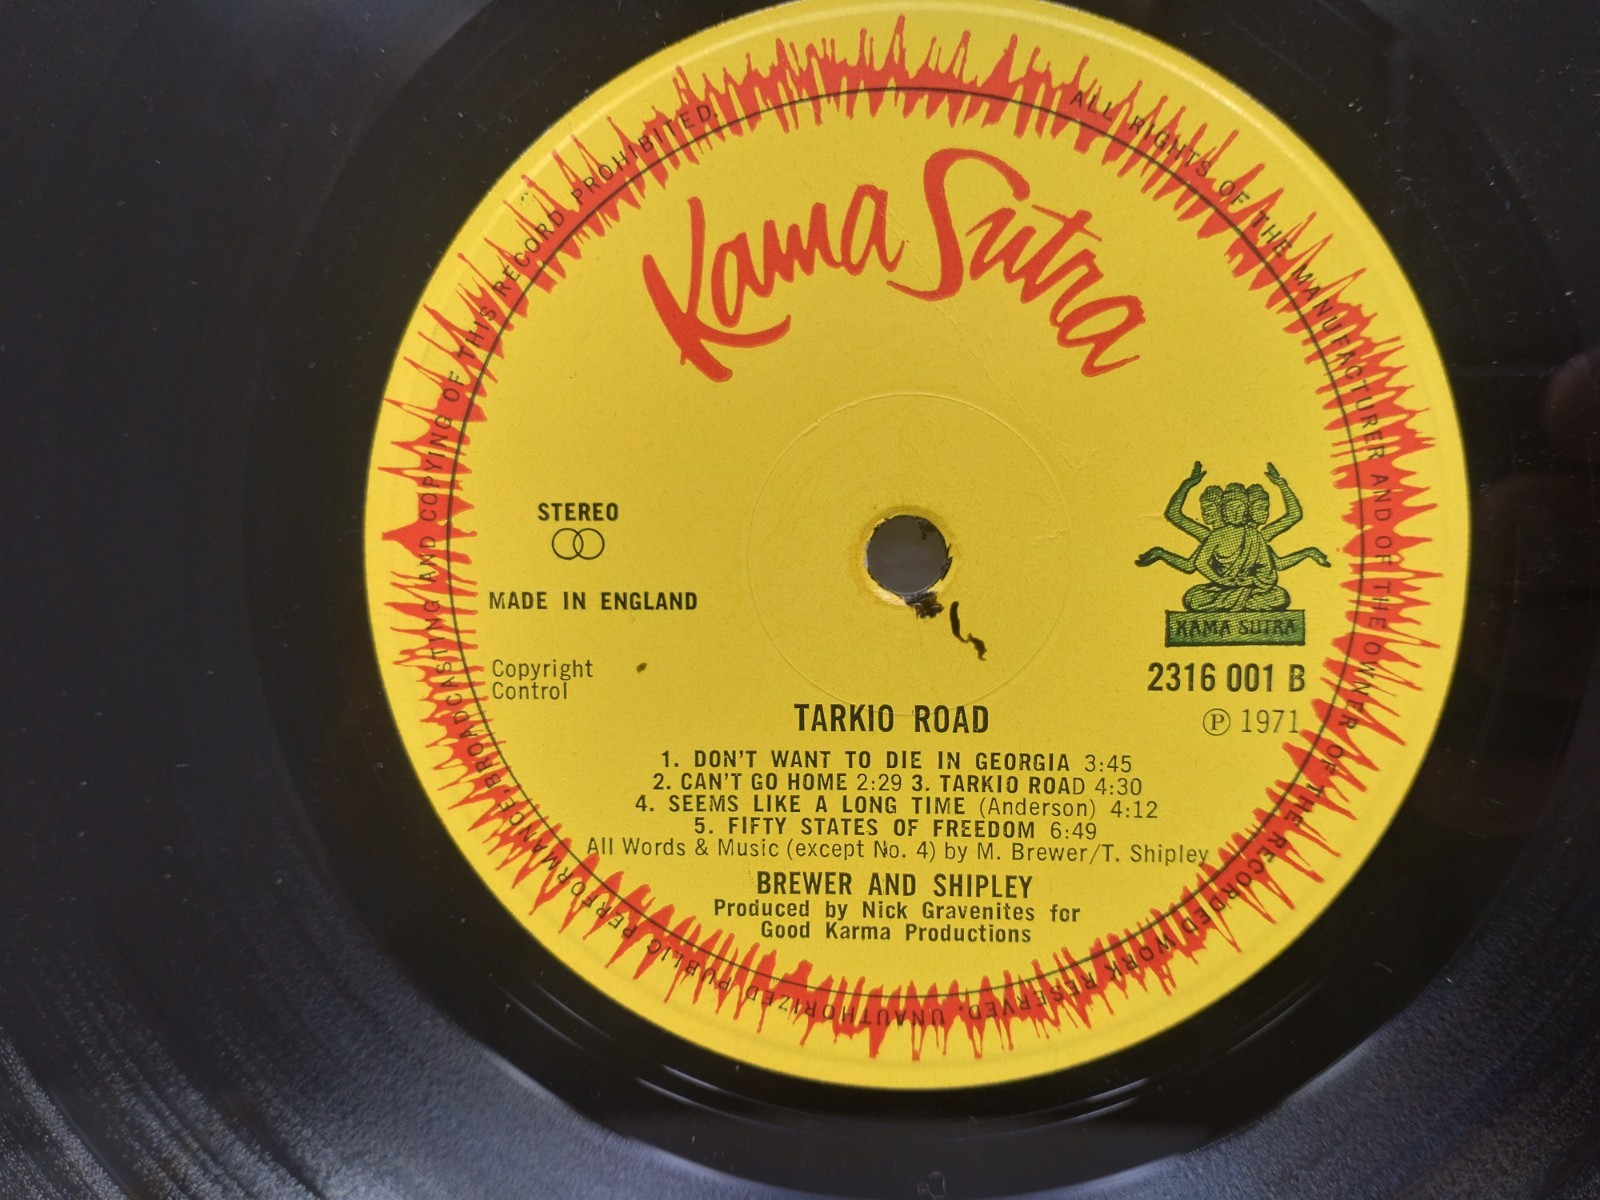 Kama Sutra
STEREO
MADE IN ENGLAND
Copyright
Control
KAMA SUTRA
2316 001 B
Ⓟ 1971
TARKIO ROAD
1. DON'T WANT TO DIE IN GEORGIA 3:45
2. CAN'T GO HOME 2:29 3. TARKIO ROAD 4:30
4. SEEMS LIKE A LONG TIME (Anderson) 4:12
5. FIFTY STATES OF FREEDOM 6:49
All Words & Music (except No. 4) by M. Brewer/T. Shipley
BREWER AND SHIPLEY
Produced by Nick Gravenites for
Good Karma Productions
ALL RIGHTS OF THE MANUFACTURER AND OF THE OWNER OF THE RECORDED WORK RESERVED. UNAUTHORIZED PUBLIC PERFORMANCE, BROADCASTING AND COPYING OF THIS RECORD PROHIBITED.